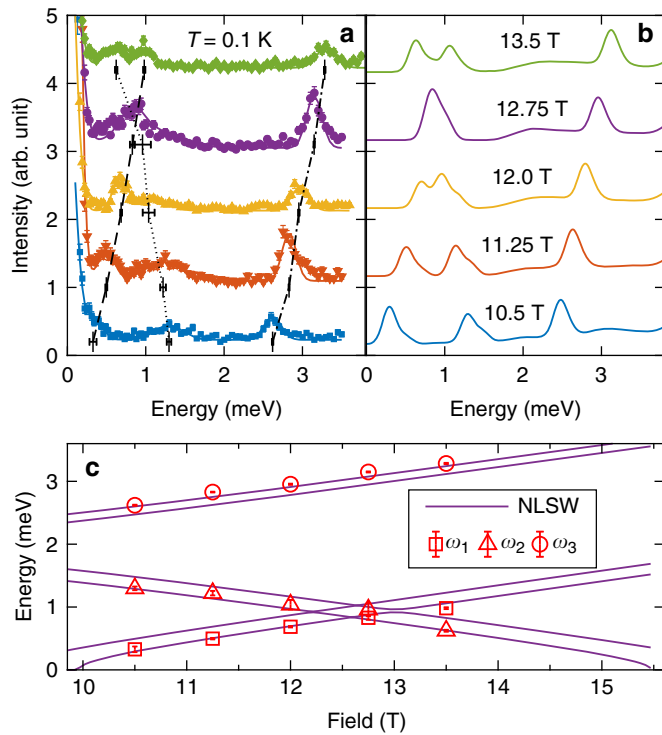 a
T = 0.1 K
Intensity (arb. unit)
5
4
3
2
1
0
0
1
2
3
Energy (meV)
b
13.5 T
12.75 T
12.0 T
11.25 T
10.5 T
0
1
2
3
Energy (meV)
c
Energy (meV)
3
2
1
0
NLSW
ω1 ω2 ω3
10
11
12
13
14
15
Field (T)